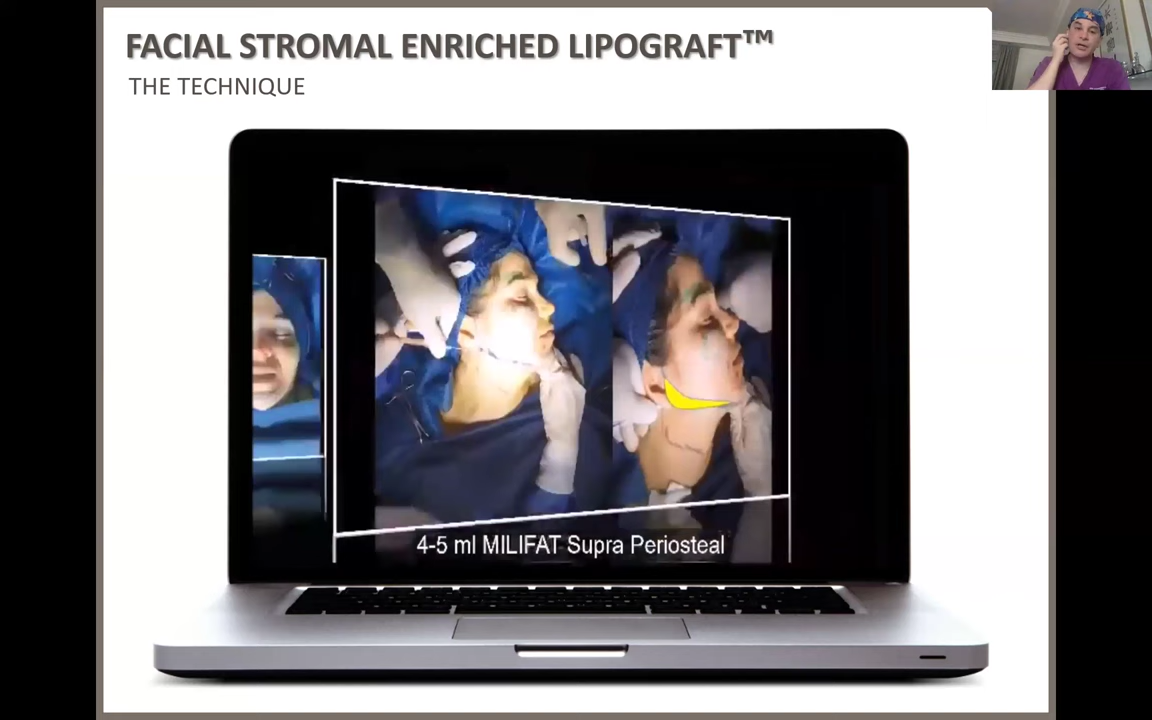 FACIAL STROMAL ENRICHED LIPOGRAFT™
THE TECHNIQUE
4-5 ml MILIFAT Supra Periosteal